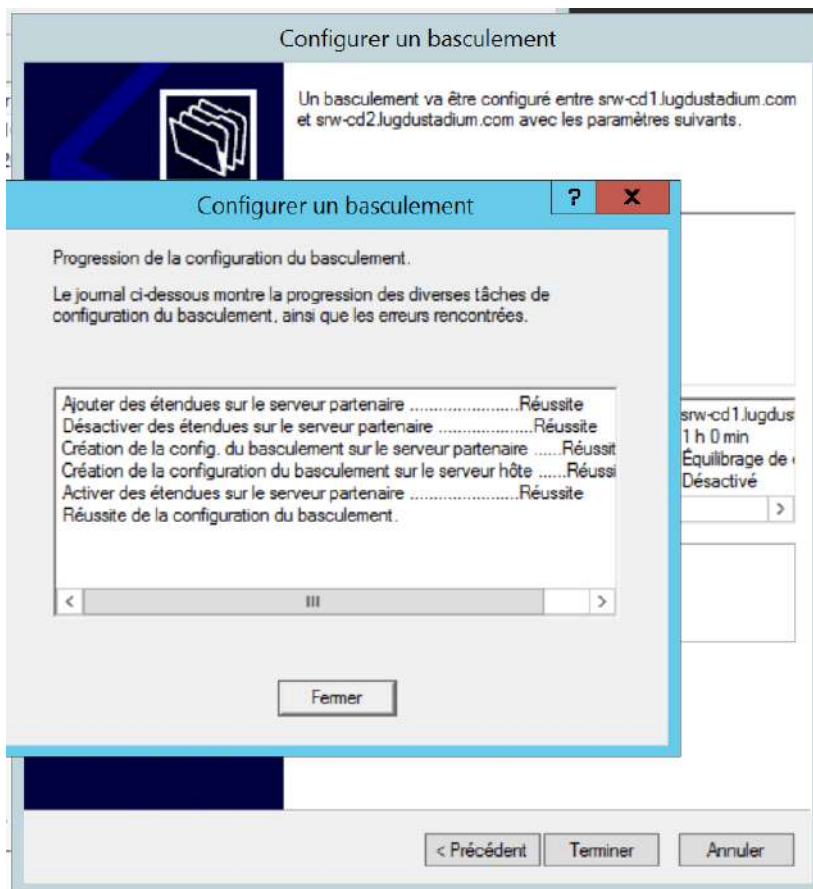 Configurer un basculement
Un basculement va être configuré entre srw-cd1.lugdustadium.com
et srw-cd2.lugdustadium.com avec les paramètres suivants.
Configurer un basculement
? X
Progression de la configuration du basculement.
Le journal ci-dessous montre la progression des diverses tâches de
configuration du basculement, ainsi que les erreurs rencontrées.
Ajouter des étendues sur le serveur partenaire .......................Réussite
Désactiver des étendues sur le serveur partenaire ....................Réussite
Création de la config. du basculement sur le serveur partenaire ......Réussit
Création de la configuration du basculement sur le serveur hôte ......Réussi
Activer des étendues sur le serveur partenaire .......................Réussite
Réussite de la configuration du basculement.
srw-cd1.lugdus
1 h 0 min
Équilibrage de
Désactivé
Fermer
< Précédent
Terminer
Annuler